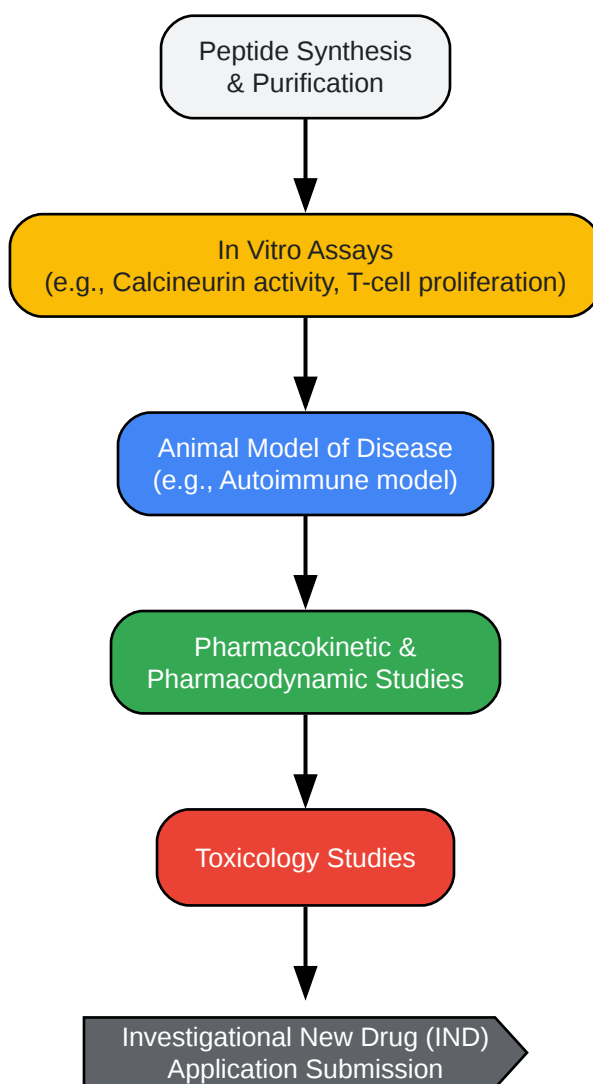 Peptide Synthesis
& Purification
In Vitro Assays
(e.g., Calcineurin activity, T-cell proliferation)
Animal Model of Disease
(e.g., Autoimmune model)
Pharmacokinetic &
Pharmacodynamic Studies
Toxicology Studies
Investigational New Drug (IND)
Application Submission